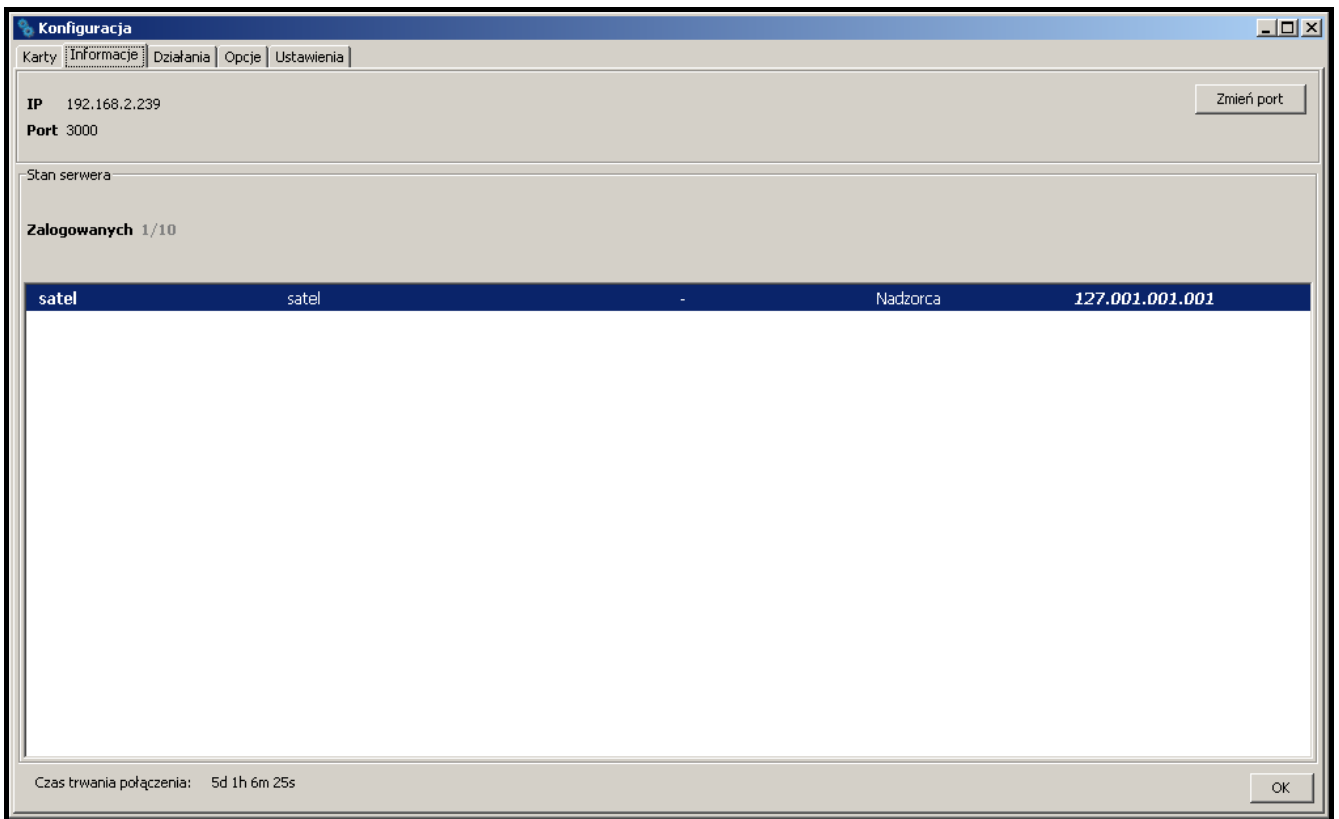 Konfiguracja
Karty Informacje Działania Opcje Ustawienia
IP 192.168.2.239 Zmień port
Port 3000
Stan serwera
Zalogowanych 1/10
satel satel - Nadzorca 127.001.001.001
Czas trwania połączenia: 5d 1h 6m 25s OK